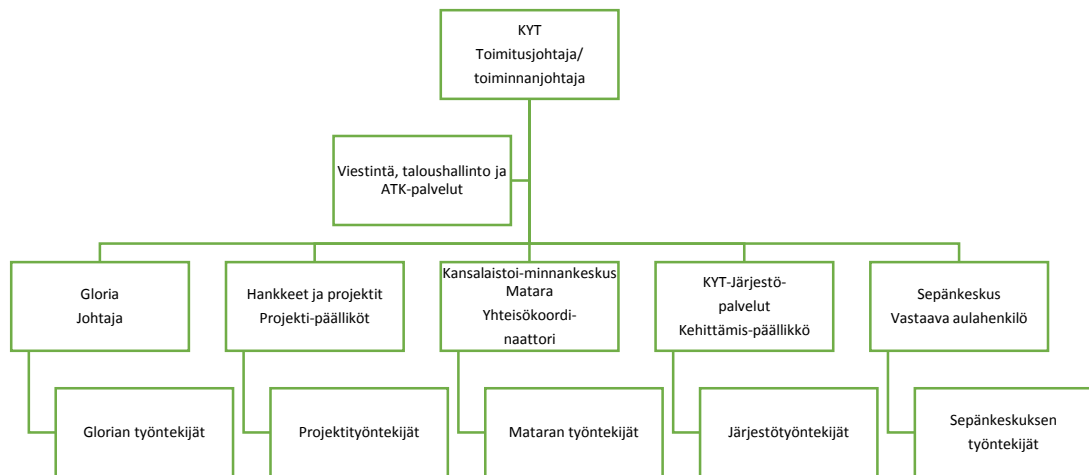 KYT
Toimitusjohtaja/
toiminnanjohtaja
Viestintä, taloushallinto ja
ATK-palvelut
Gloria
Johtaja
Hankkeet ja projektit
Projekti-päälliköt
Kansalaistoi-minnankeskus
Matara
Yhteisökoordi-
naattori
KYT-Järjestö-
palvelut
Kehittämis-päällikkö
Sepänkeskus
Vastaava aulahenkilö
Glorian työntekijät
Projektityöntekijät
Mataran työntekijät
Järjestötyöntekijät
Sepänkeskuksen
työntekijät